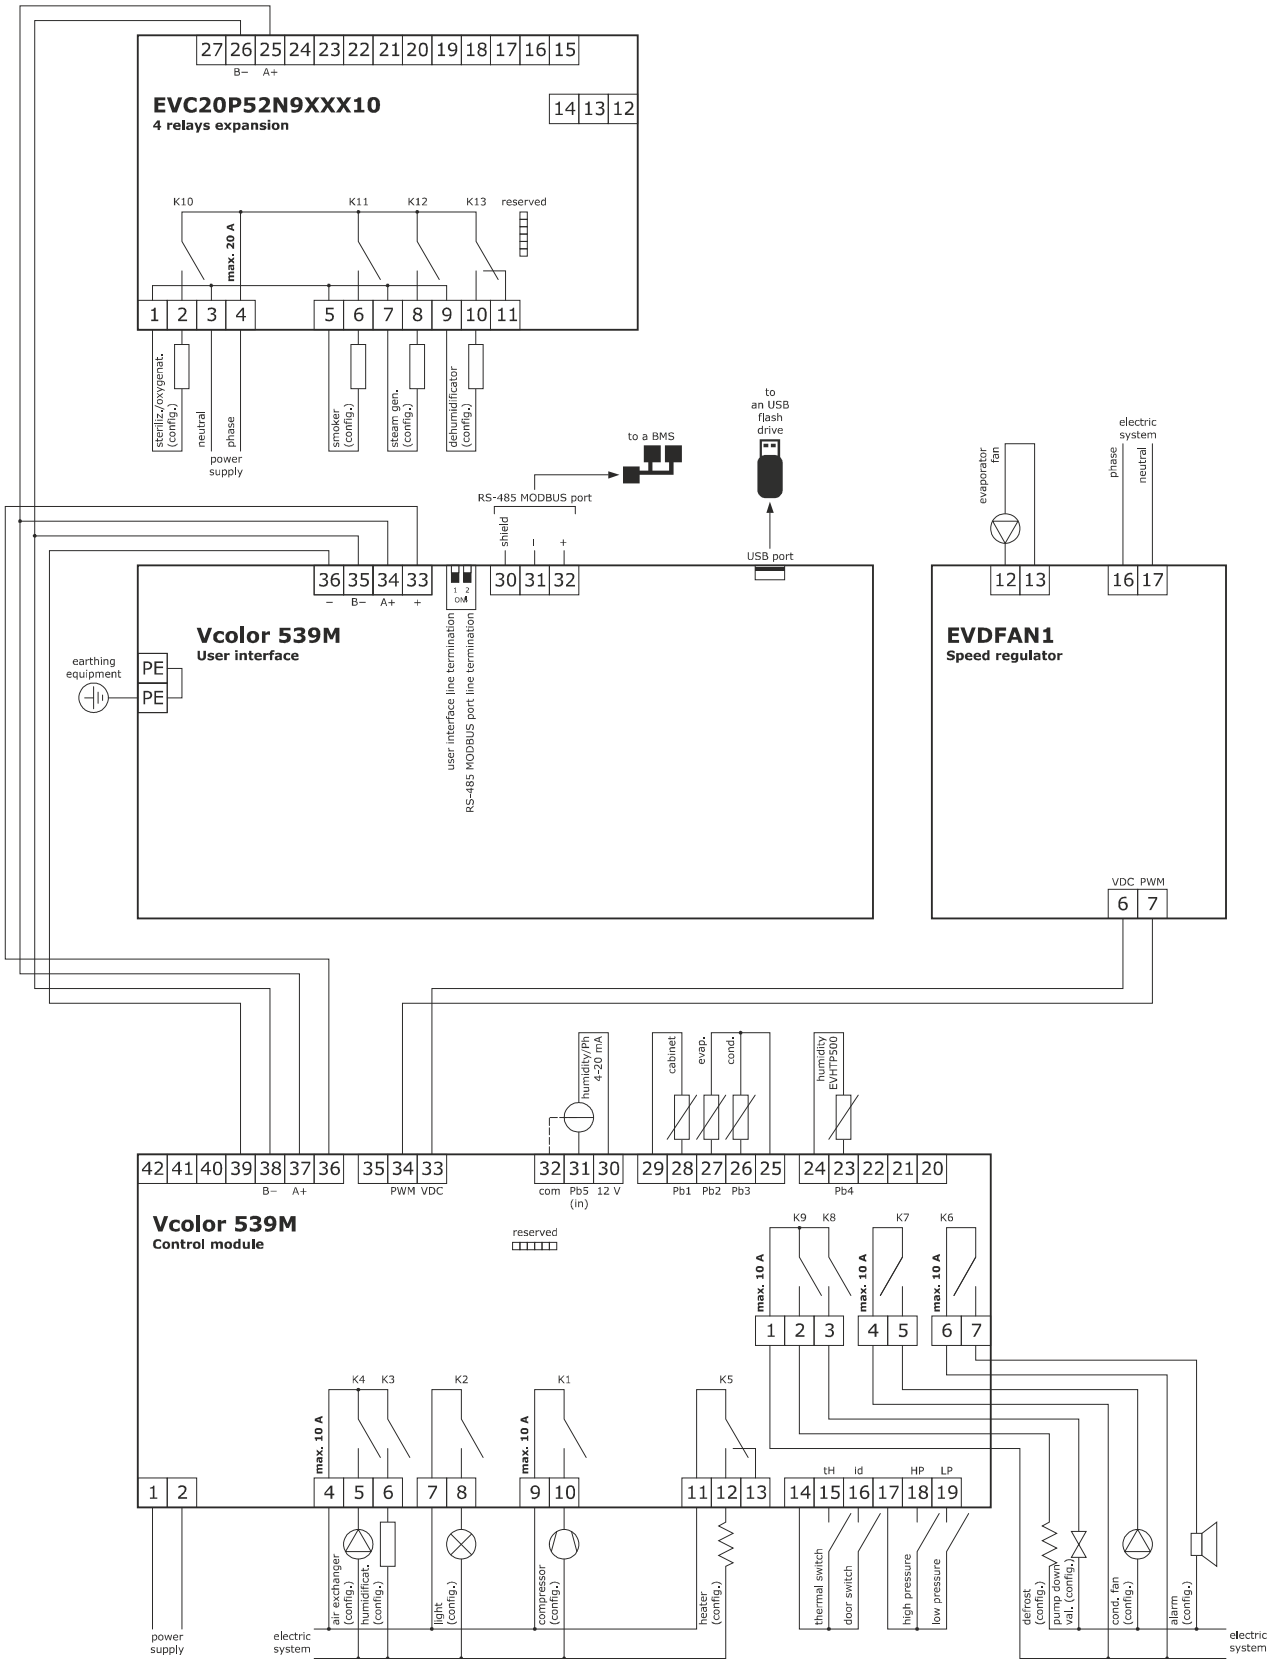 27 26 25 24 23 22 21 20 19 18 17 16 15
B− A+
EVC20P52N9XXX10
4 relays expansion
14 13 12
K10 K11 K12 K13 reserved
max. 20 A
1 2 3 4 5 6 7 8 9 10 11
steriliz./oxygenat.
(config.)
neutral
phase
power
supply
smoker
(config.)
steam gen.
(config.)
dehumidificator
(config.)
to
an USB
flash
drive
to a BMS
RS-485 MODBUS port
shield
− +
USB port
evaporator
fan
electric
system
phase
neutral
36 35 34 33
− B− A+ +
1 2
ON
30 31 32
Vcolor 539M
User interface
user interface line termination
RS-485 MODBUS port line termination
earthing
equipment
PE
PE
12 13 16 17
EVDFAN1
Speed regulator
VDC PWM
6 7
humidity/Ph
4-20 mA
cabinet
evap.
cond.
humidity
EVHTP500
42 41 40 39 38 37 36 35 34 33 32 31 30 29 28 27 26 25 24 23 22 21 20
B− A+ PWM VDC com Pb5 12 V Pb1 Pb2 Pb3 Pb4
(in)
Vcolor 539M
Control module
reserved
K9 K8 K7 K6
max. 10 A
max. 10 A
max. 10 A
1 2 3 4 5 6 7
K4 K3 K2 K1 K5
max. 10 A
max. 10 A
tH id HP LP
1 2 4 5 6 7 8 9 10 11 12 13 14 15 16 17 18 19
air exchanger
(config.)
humidificat.
(config.)
light
(config.)
compressor
(config.)
heater
(config.)
thermal switch
door switch
high pressure
low pressure
defrost
(config.)
pump down
val. (config.)
cond. fan
(config.)
alarm
(config.)
power
supply
electric
system
electric
system